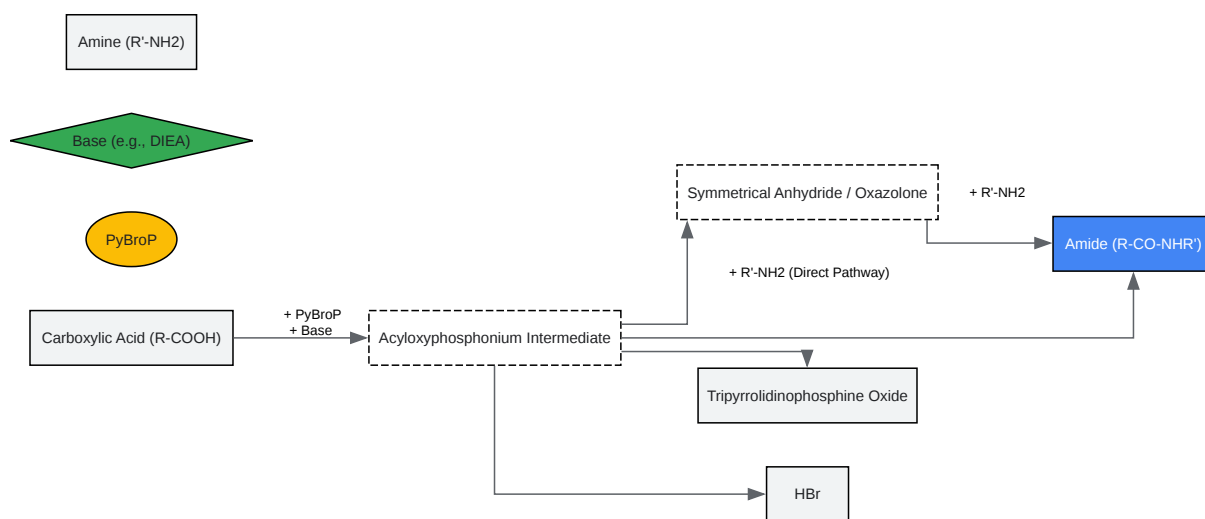 Amine (R'-NH2)
Base (e.g., DIEA)
PyBroP
Carboxylic Acid (R-COOH)
+ PyBroP
+ Base
Acyloxyphosphonium Intermediate
Symmetrical Anhydride / Oxazolone
+ R'-NH2
+ R'-NH2 (Direct Pathway)
Amide (R-CO-NHR')
Tripyrrolidinophosphine Oxide
HBr